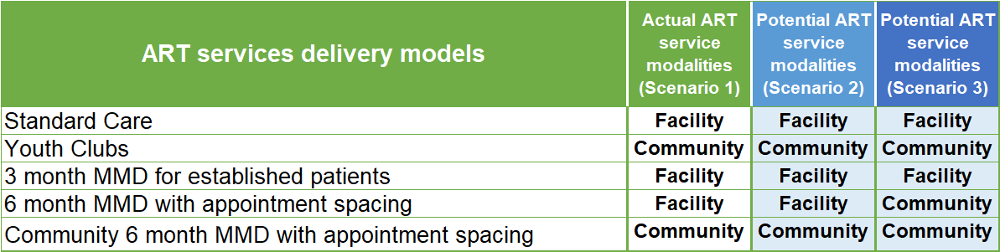 ART services delivery models
Actual ART
service
modalities
(Scenario 1)
Potential ART
service
modalities
(Scenario 2)
Potential ART
service
modalities
(Scenario 3)
Standard Care Facility Facility Facility
Youth Clubs Community Community Community
3 month MMD for established patients Facility Facility Facility
6 month MMD with appointment spacing Facility Facility Community
Community 6 month MMD with appointment spacing Community Community Community